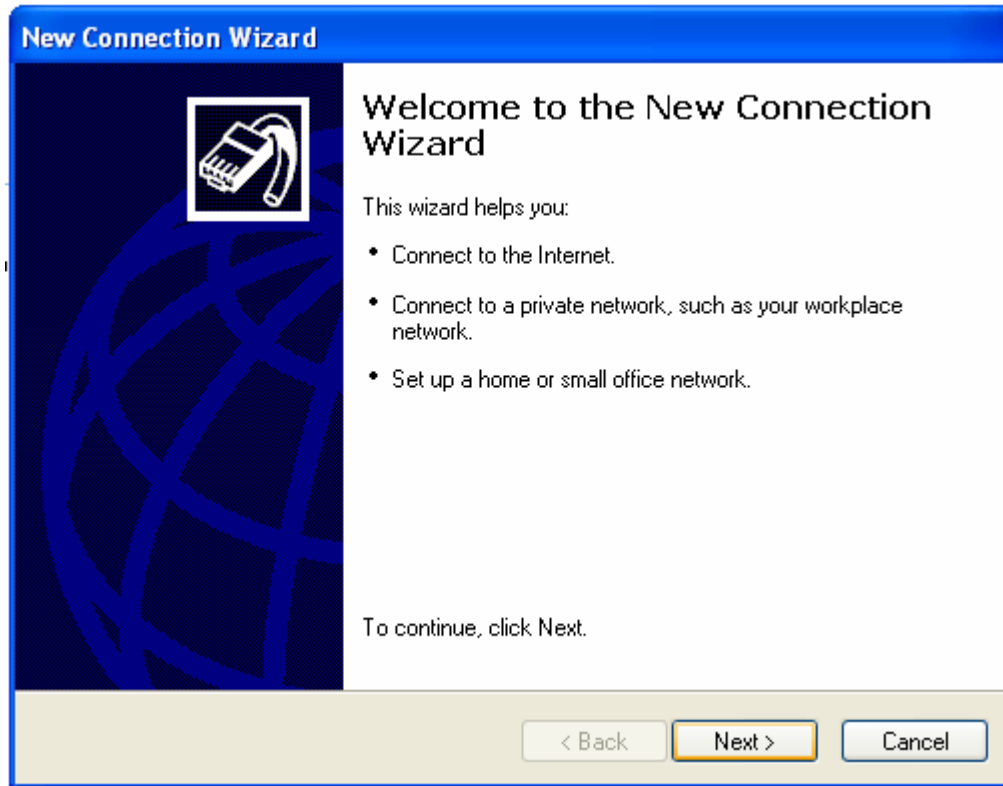 New Connection Wizard
Welcome to the New Connection
Wizard
This wizard helps you:
• Connect to the Internet.
• Connect to a private network, such as your workplace
network.
• Set up a home or small office network.
To continue, click Next.
< Back
Next >
Cancel